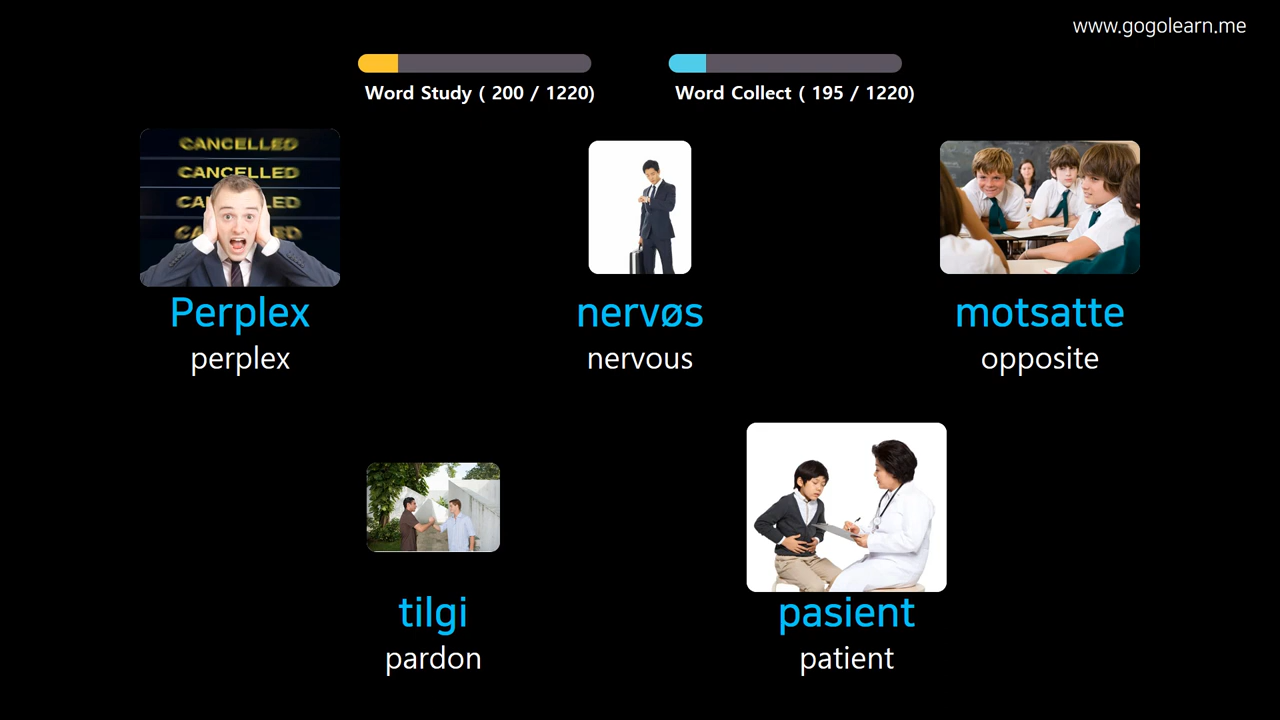 www.gogolearn.me
Word Study ( 200 / 1220)
Word Collect ( 195 / 1220)
CANCELLED
CANCELLED
Perplex
perplex
nervøs
nervous
motsatte
opposite
tilgi
pardon
pasient
patient